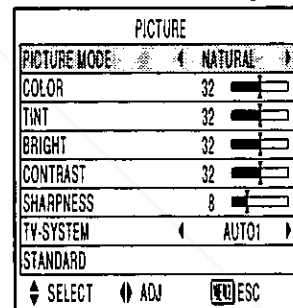 PICTURE
PICTURE MODE NATURAL
COLOR 32
TINT 32
BRIGHT 32
CONTRAST 32
SHARPNESS 8
TV-SYSTEM AUTO1
STANDARD
SELECT ADJ MENU ESC